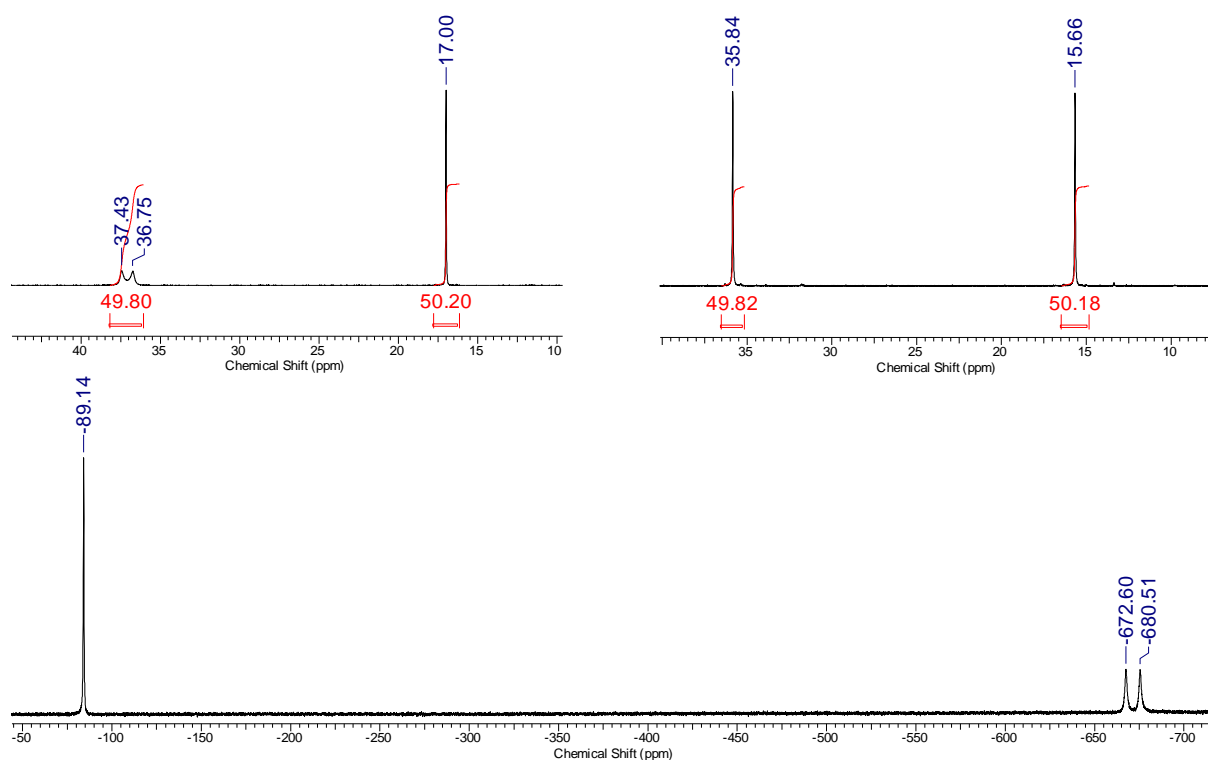 37.43
36.75
17.00
49.80
50.20
40 35 30 25 20 15 10
Chemical Shift (ppm)
35.84
15.66
49.82
50.18
35 30 25 20 15 10
Chemical Shift (ppm)
-89.14
-672.60
-680.51
-50 -100 -150 -200 -250 -300 -350 -400 -450 -500 -550 -600 -650 -700
Chemical Shift (ppm)